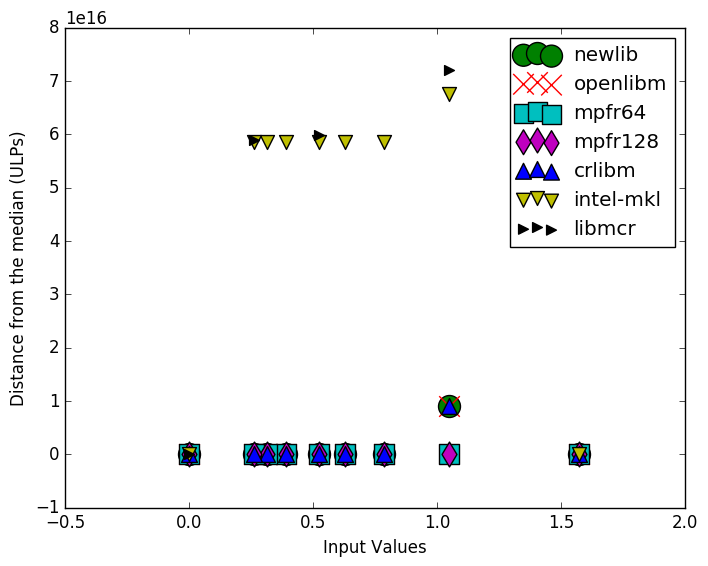 1e16
8
7
6
5
4
3
2
1
0
−1
−0.5
0.0
0.5
1.0
1.5
2.0
Input Values
Distance from the median (ULPs)
newlib
openlibm
mpfr64
mpfr128
crlibm
intel-mkl
libmcr